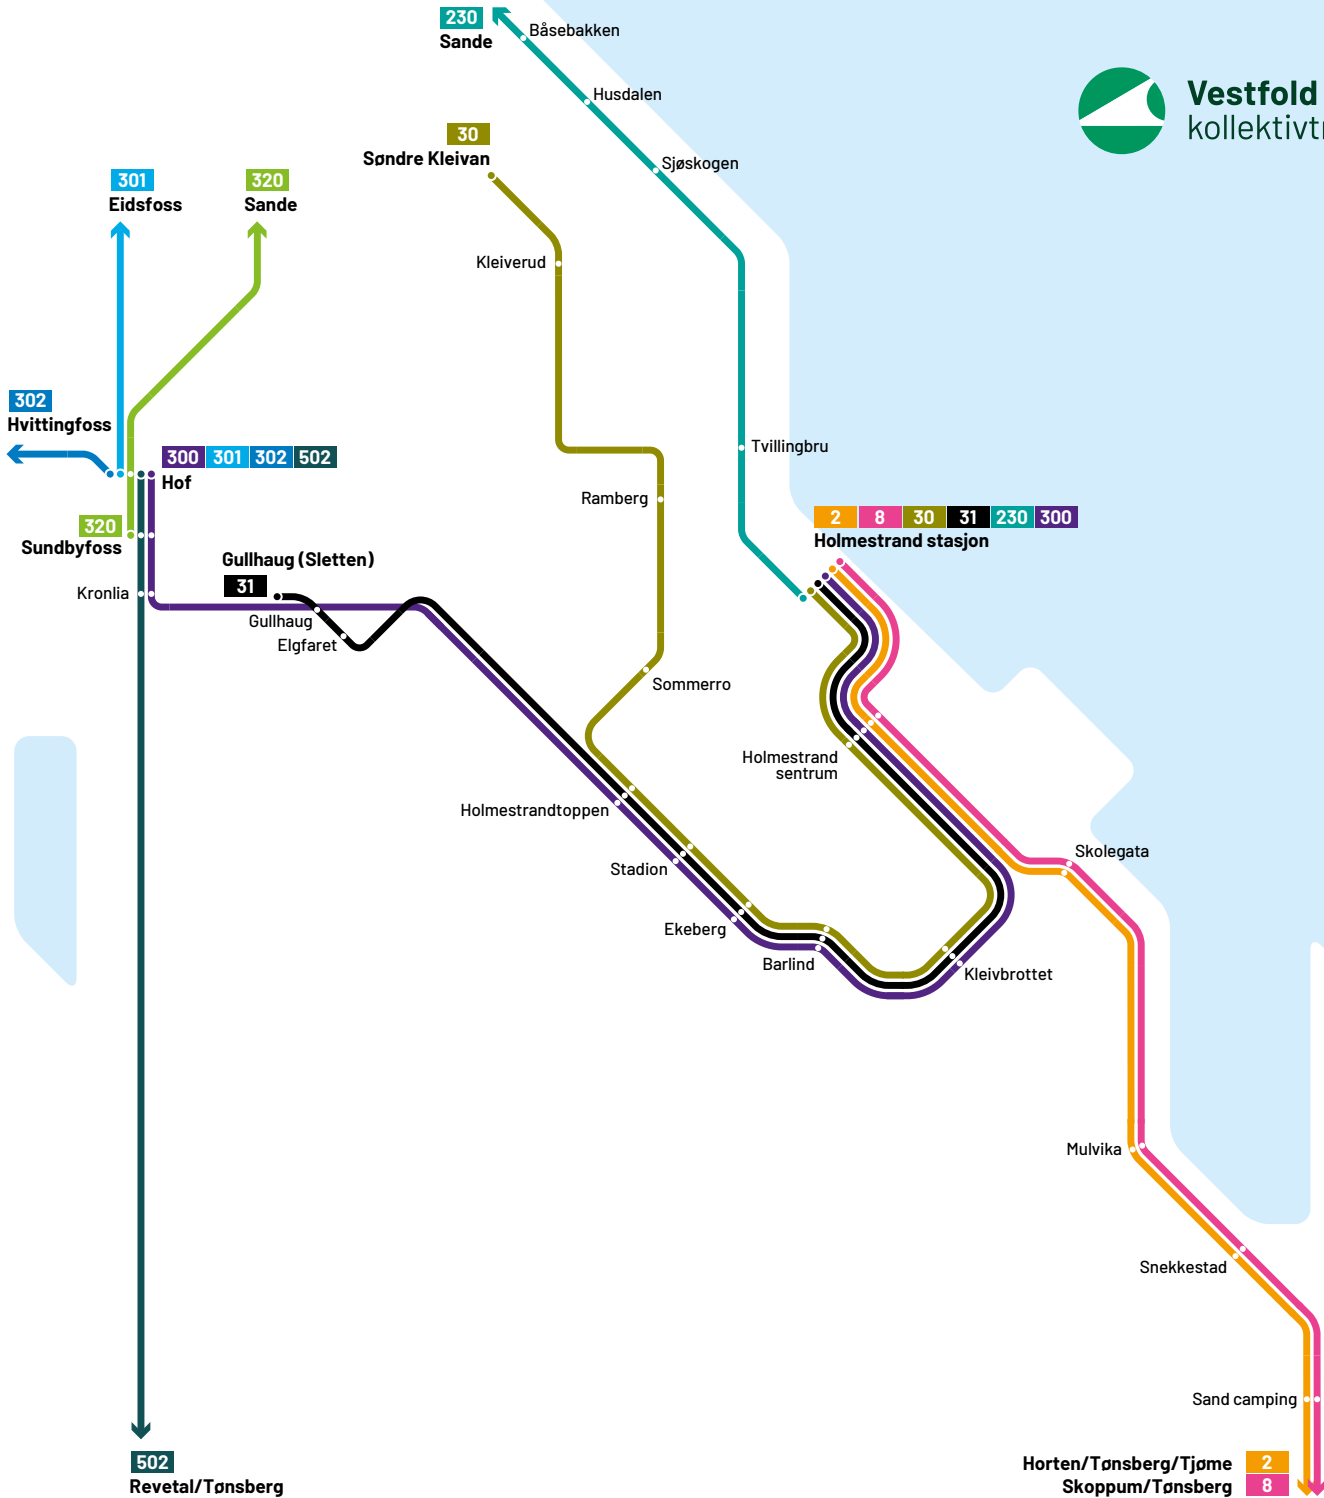 230
Sande
Båsebakken
Husdalen
Vestfold
kollektivtr
30
Søndre Kleivan
Sjøskogen
301
Eidsfoss
320
Sande
Kleiverud
302
Hvittingfoss
300 301 302 502
Hof
Tvillingbru
Ramberg
2 8 30 31 230 300
Holmestrand stasjon
320
Sundbyfoss
Gullhaug (Sletten)
31
Kronlia
Gullhaug
Elgfaret
Sommerro
Holmestrand
sentrum
Holmestrandtoppen
Skolegata
Stadion
Ekeberg
Barlind
Kleivbrottet
Mulvika
Snekkestad
Sand camping
502
Revetal/Tønsberg
Horten/Tønsberg/Tjøme 2
Skoppum/Tønsberg 8